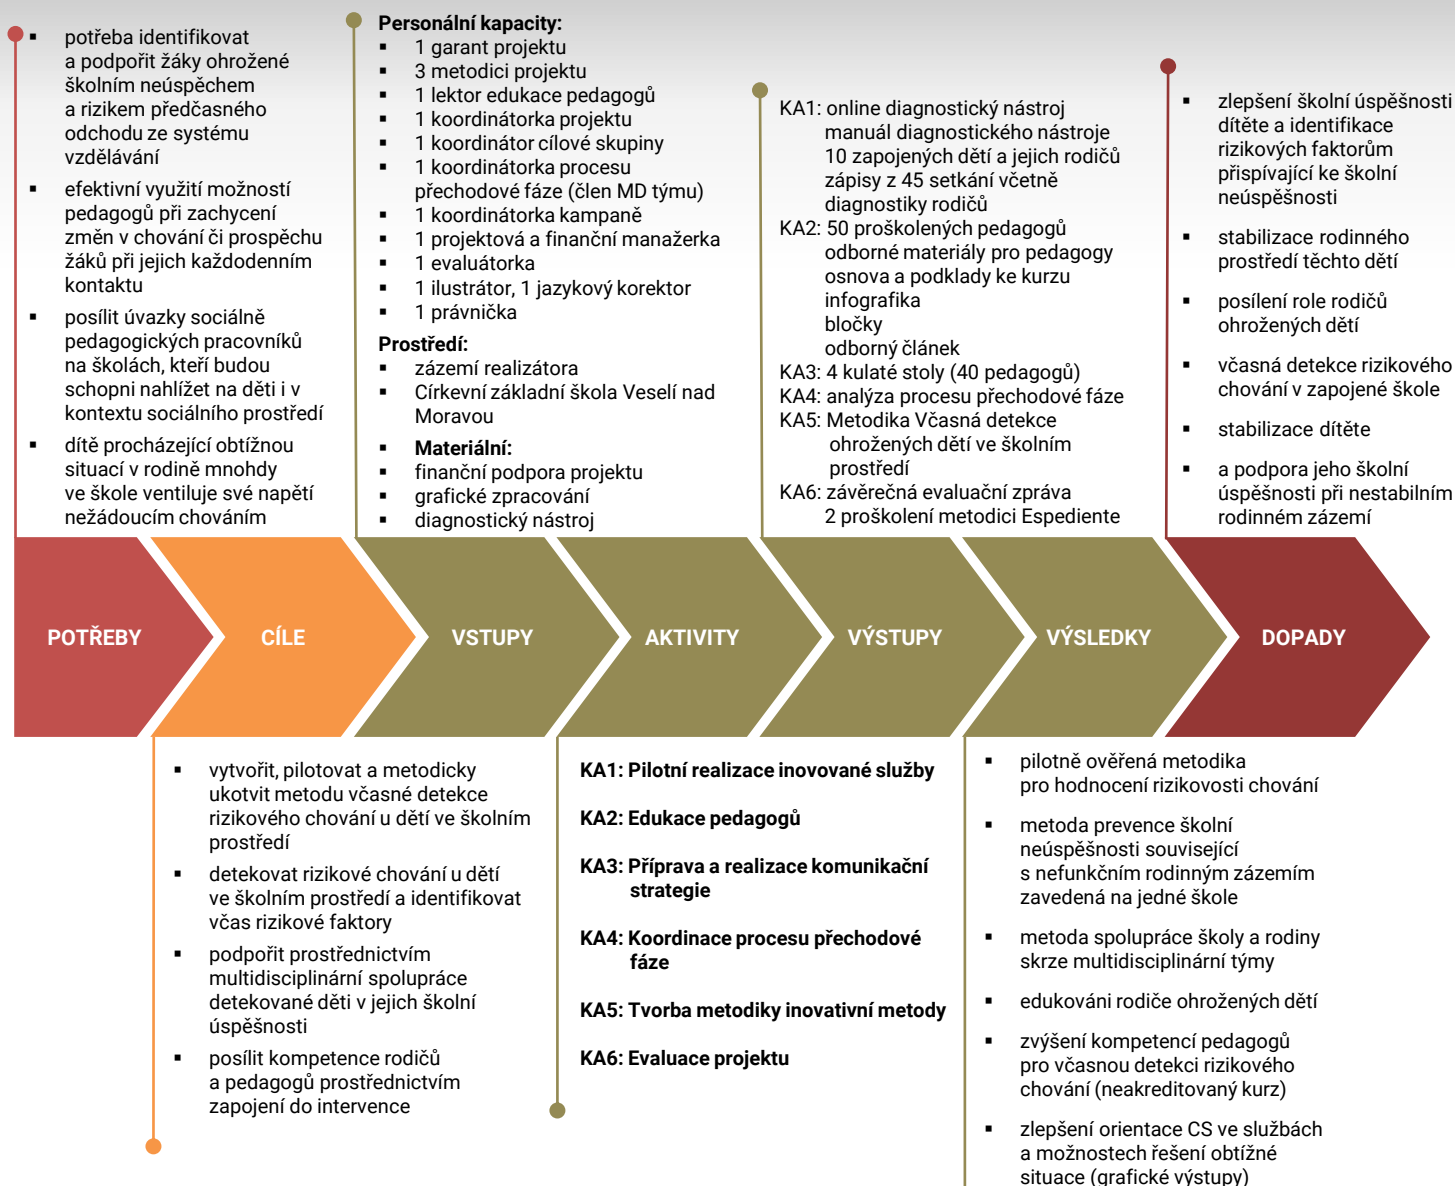 potřeba identifikovat
a podpořit žáky ohrožené
školním neúspěchem
a rizikem předčasného
odchodu ze systému
vzdělávání
efektivní využití možností
pedagogů při zachycení
změn v chování či prospěchu
žáků při jejich každodenním
kontaktu
posílit úvazky sociálně
pedagogických pracovníků
na školách, kteří budou
schopni nahlížet na děti i v
kontextu sociálního prostředí
dítě procházející obtížnou
situací v rodině mnohdy
ve škole ventiluje své napětí
nežádoucím chováním
Personální kapacity:
1 garant projektu
3 metodici projektu
1 lektor edukace pedagogů
1 koordinátorka projektu
1 koordinátor cílové skupiny
1 koordinátorka procesu
přechodové fáze (člen MD týmu)
1 koordinátorka kampaně
1 projektová a finanční manažerka
1 evaluátorka
1 ilustrátor, 1 jazykový korektor
1 právnička
Prostředí:
zázemí realizátora
Církevní základní škola Veselí nad
Moravou
Materiální:
finanční podpora projektu
grafické zpracování
diagnostický nástroj
KA1: online diagnostický nástroj
manuál diagnostického nástroje
10 zapojených dětí a jejich rodičů
zápisy z 45 setkání včetně
diagnostiky rodičů
KA2: 50 proškolených pedagogů
odborné materiály pro pedagogy
osnova a podklady ke kurzu
infografika
bločky
odborný článek
KA3: 4 kulaté stoly (40 pedagogů)
KA4: analýza procesu přechodové fáze
KA5: Metodika Včasná detekce
ohrožených dětí ve školním
prostředí
KA6: závěrečná evaluační zpráva
2 proškolení metodici Espediente
zlepšení školní úspěšnosti
dítěte a identifikace
rizikových faktorům
přispívající ke školní
neúspěšnosti
stabilizace rodinného
prostředí těchto dětí
posílení role rodičů
ohrožených dětí
včasná detekce rizikového
chování v zapojené škole
stabilizace dítěte
a podpora jeho školní
úspěšnosti při nestabilním
rodinném zázemí
POTŘEBY
CÍLE
VSTUPY
AKTIVITY
VÝSTUPY
VÝSLEDKY
DOPADY
vytvořit, pilotovat a metodicky
ukotvit metodu včasné detekce
rizikového chování u dětí ve školním
prostředí
detekovat rizikové chování u dětí
ve školním prostředí a identifikovat
včas rizikové faktory
podpořit prostřednictvím
multidisciplinární spolupráce
detekované děti v jejich školní
úspěšnosti
posílit kompetence rodičů
a pedagogů prostřednictvím
zapojení do intervence
KA1: Pilotní realizace inovované služby
KA2: Edukace pedagogů
KA3: Příprava a realizace komunikační
strategie
KA4: Koordinace procesu přechodové
fáze
KA5: Tvorba metodiky inovativní metody
KA6: Evaluace projektu
pilotně ověřená metodika
pro hodnocení rizikovosti chování
metoda prevence školní
neúspěšnosti související
s nefunkčním rodinným zázemím
zavedená na jedné škole
metoda spolupráce školy a rodiny
skrze multidisciplinární týmy
edukováni rodiče ohrožených dětí
zvýšení kompetencí pedagogů
pro včasnou detekci rizikového
chování (neakreditovaný kurz)
zlepšení orientace CS ve službách
a možnostech řešení obtížné
situace (grafické výstupy)